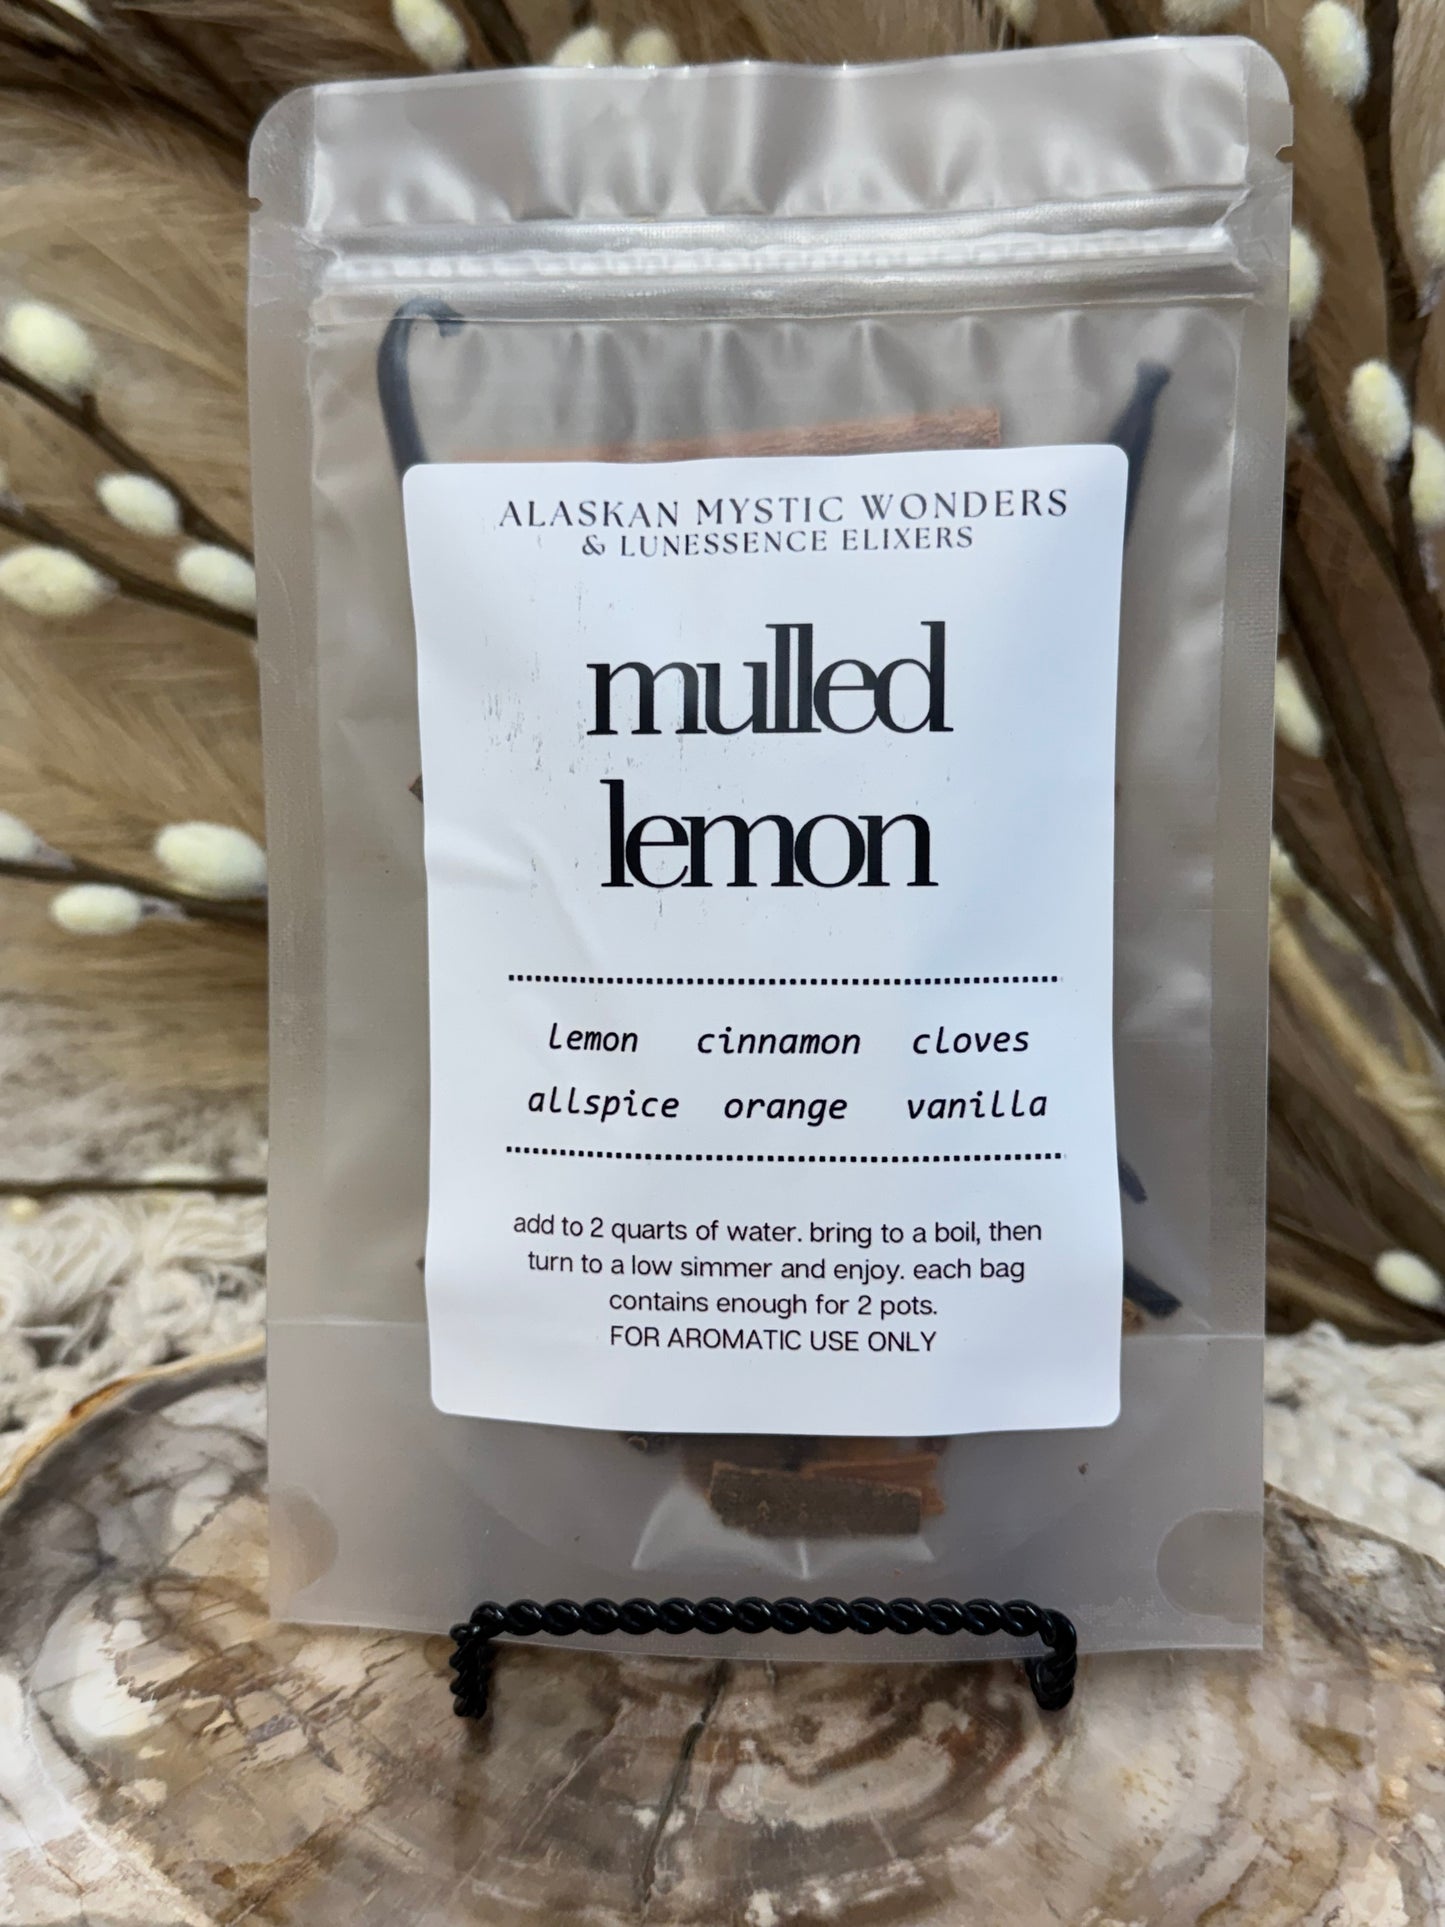 ALASKAN MYSTIC WONDERS
& LUNESSENCE ELIXERS
mulled
lemon
lemon cinnamon cloves
allspice orange vanilla
add to 2 quarts of water. bring to a boil, then
turn to a low simmer and enjoy. each bag
contains enough for 2 pots.
FOR AROMATIC USE ONLY